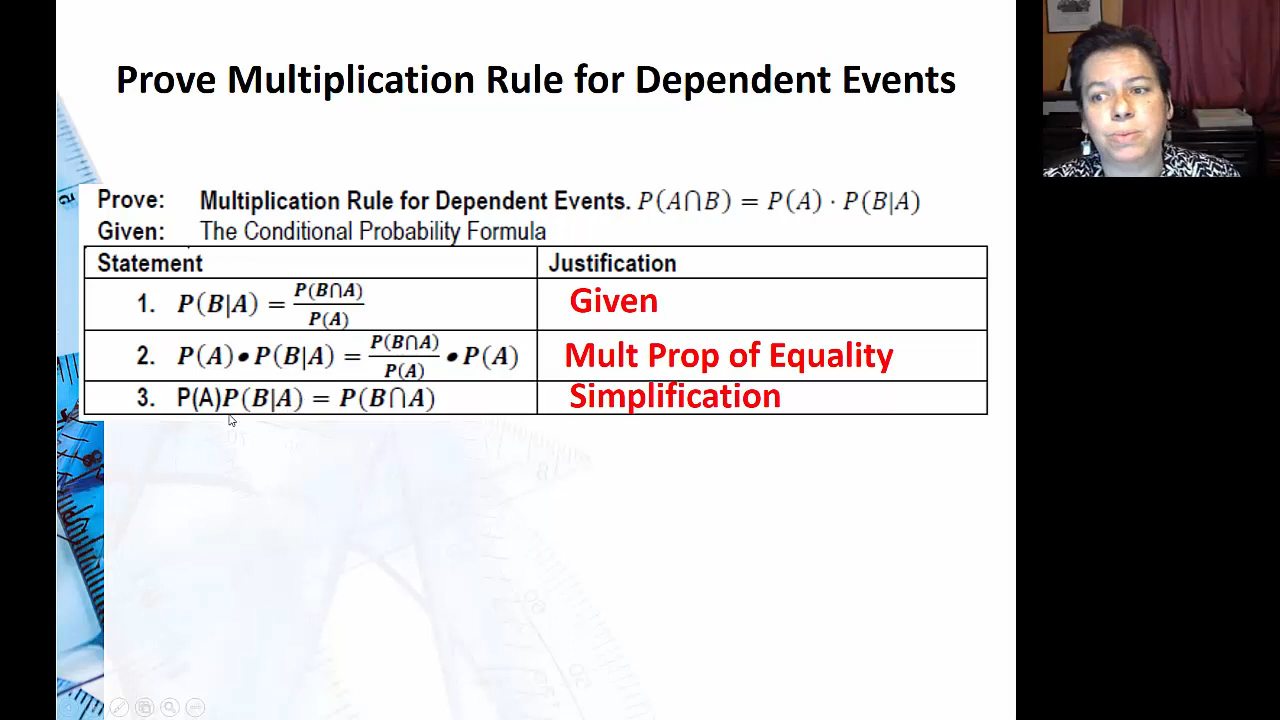 Prove Multiplication Rule for Dependent Events
Prove: Multiplication Rule for Dependent Events. P(A⋂B) = P(A) · P(B|A)
Given: The Conditional Probability Formula
Statement Justification
1. P(B|A) = P(B⋂A)/P(A) Given
2. P(A)•P(B|A) = P(B⋂A)/P(A) •P(A) Mult Prop of Equality
3. P(A)P(B|A) = P(B⋂A) Simplification